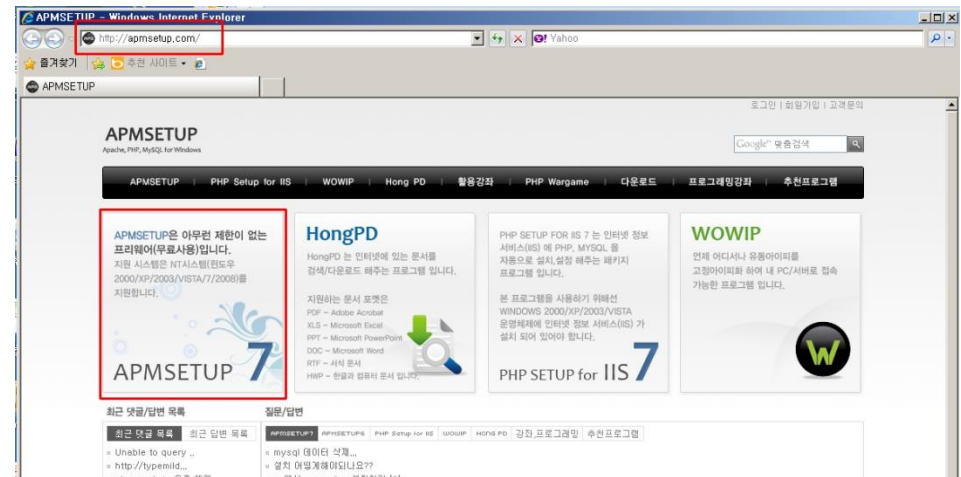 APMSETUP - Windows Internet Explorer
http://apmsetup.com/
Yahoo
즐겨찾기 추천 사이트
APMSETUP
로그인 | 회원가입 | 고객문의
APMSETUP
Apache, PHP, MySQL for Windows
Google™ 맞춤검색
APMSETUP | PHP Setup for IIS | WOWIP | Hong PD | 활용강좌 | PHP Wargame | 다운로드 | 프로그래밍강좌 | 추천프로그램
APMSETUP은 아무런 제한이 없는
프리웨어(무료사용)입니다.
지원 시스템은 NT시스템(윈도우
2000/XP/2003/VISTA/7/2008)를
지원합니다.
APMSETUP 7
HongPD
HongPD 는 인터넷에 있는 문서를
검색/다운로드 해주는 프로그램 입니다.
지원하는 문서 포맷은
PDF - Adobe Acrobat
XLS - Microsoft Excel
PPT - Microsoft PowerPoint
DOC - Microsoft Word
RTF - 서식 문서
HWP - 한글과 컴퓨터 문서 입니다.
PHP SETUP FOR IIS 7 는 인터넷 정보
서비스(IIS) 에 PHP, MYSQL 을
자동으로 설치,설정 해주는 패키지
프로그램 입니다.
본 프로그램을 사용하기 위해선
WINDOWS 2000/XP/2003/VISTA
운영체제에 인터넷 정보 서비스(IIS) 가
설치 되어 있어야 합니다.
PHP SETUP for IIS 7
WOWIP
언제 어디서나 유동아이피를
고정아이피화 하여 내 PC/서버로 접속
가능한 프로그램 입니다.
W
최근 댓글/답변 목록
최근 댓글 목록 최근 답변 목록
Unable to query ..
http://typemild...
질문/답변
APMSETUP7 APMSETUP6 PHP Setup for IIS WOWIP HONG PD 강좌,프로그래밍 추천프로그램
mysql 데이터 삭제...
설치 어떻게해야되나요??